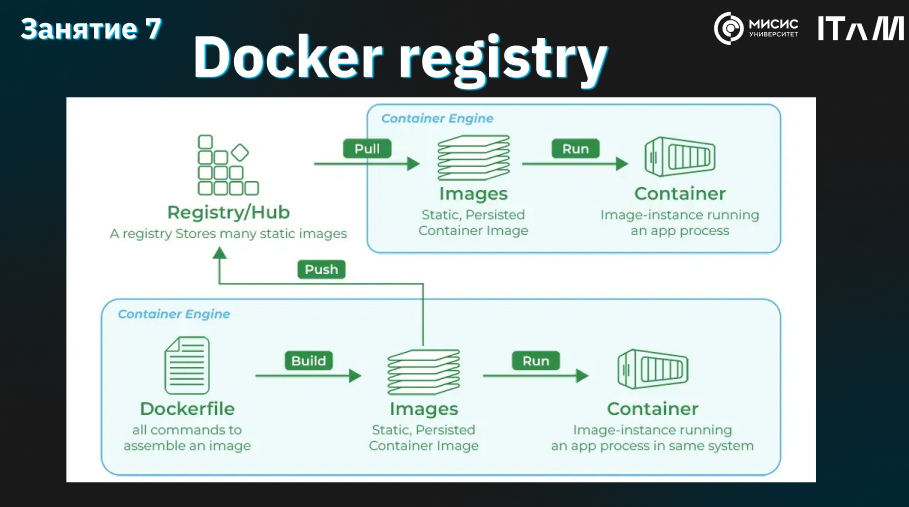 Занятие 7
Docker registry
МИСИС
УНИВЕРСИТЕТ
Container Engine
Pull
Run
Images
Static, Persisted
Container Image
Container
Image-instance running
an app process
Registry/Hub
A registry Stores many static images
Push
Container Engine
Build
Run
Dockerfile
all commands to
assemble an image
Images
Static, Persisted
Container Image
Container
Image-instance running
an app process in same system